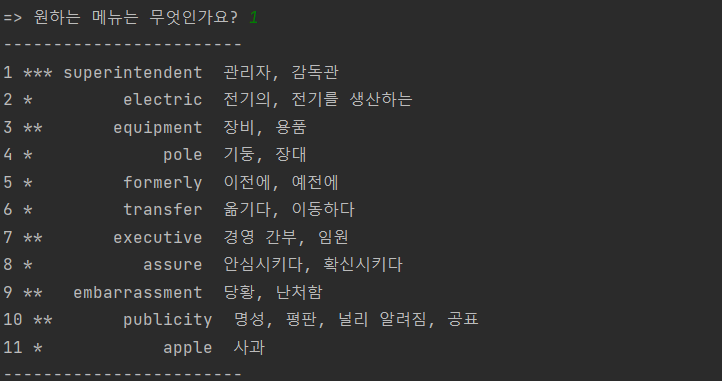 => 원하는 메뉴는 무엇인가요? 1
------------------------
1 *** superintendent 관리자, 감독관
2 * electric 전기의, 전기를 생산하는
3 ** equipment 장비, 용품
4 * pole 기둥, 장대
5 * formerly 이전에, 예전에
6 * transfer 옮기다, 이동하다
7 ** executive 경영 간부, 임원
8 * assure 안심시키다, 확신시키다
9 ** embarrassment 당황, 난처함
10 ** publicity 명성, 평판, 널리 알려짐, 공표
11 * apple 사과
------------------------